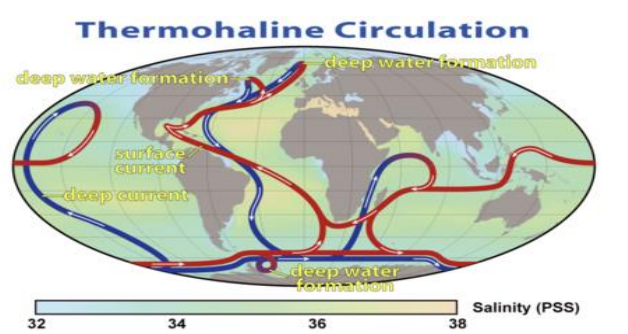 Thermohaline Circulation
deep water formation
deep water formation
surface
current
deep current
deep water
formation
Salinity (PSS)
32 34 36 38